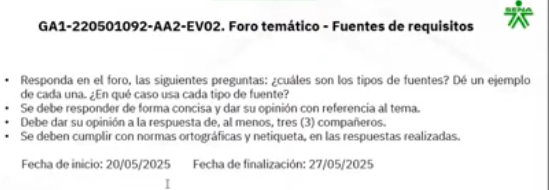 SENA
GA1-220501092-AA2-EV02. Foro temático - Fuentes de requisitos
• Responda en el foro, las siguientes preguntas: ¿cuáles son los tipos de fuentes? Dé un ejemplo
de cada una. ¿En qué caso usa cada tipo de fuente?
• Se debe responder de forma concisa y dar su opinión con referencia al tema.
• Debe dar su opinión a la respuesta de, al menos, tres (3) compañeros.
• Se deben cumplir con normas ortográficas y netiqueta, en las respuestas realizadas.
Fecha de inicio: 20/05/2025 Fecha de finalización: 27/05/2025